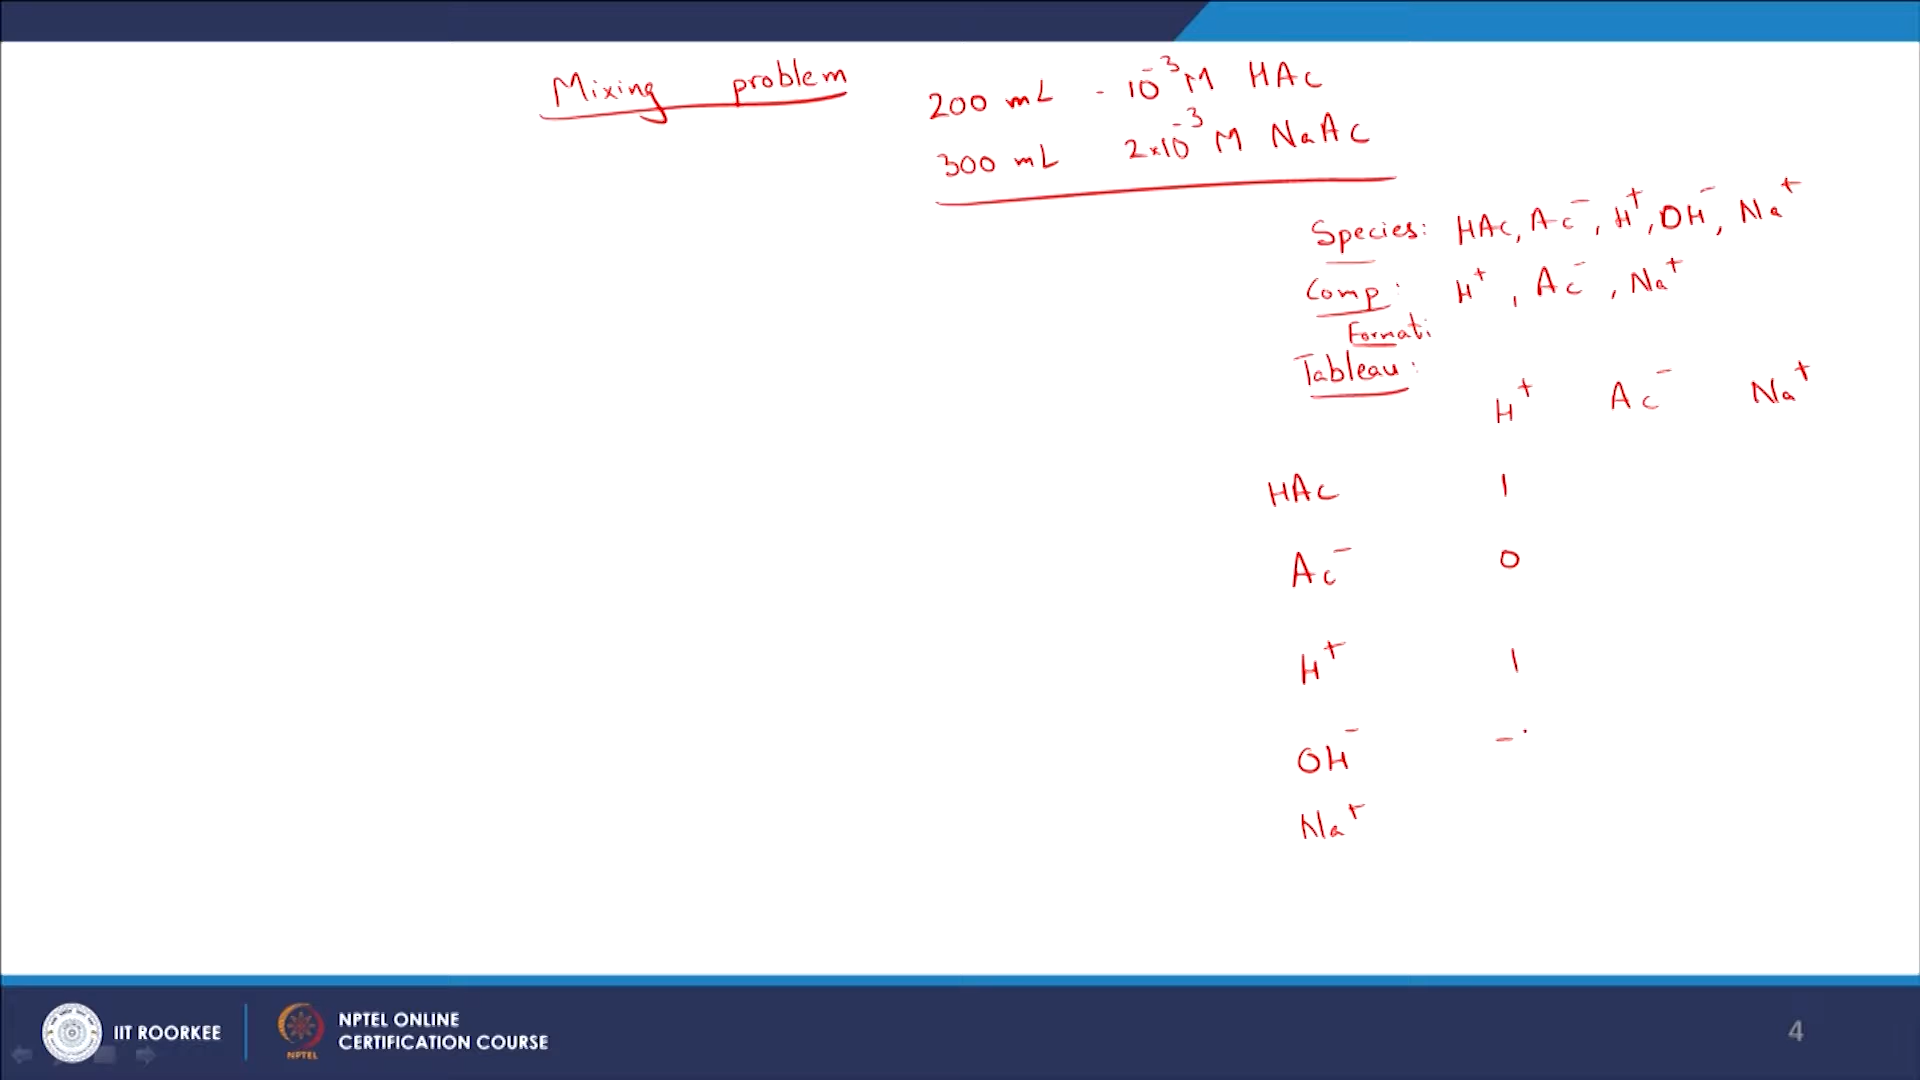 Mixing problem
200 mL - 10⁻³ M HAc
300 mL 2×10⁻³ M NaAc
Species: HAc, Ac⁻, H⁺, OH⁻, Na⁺
Comp: H⁺, Ac⁻, Na⁺
Format:
Tableau:
H⁺ Ac⁻ Na⁺
HAc 1
Ac⁻ 0
H⁺ 1
OH⁻ -
Na⁺
IIT ROORKEE
NPTEL
NPTEL ONLINE
CERTIFICATION COURSE
4